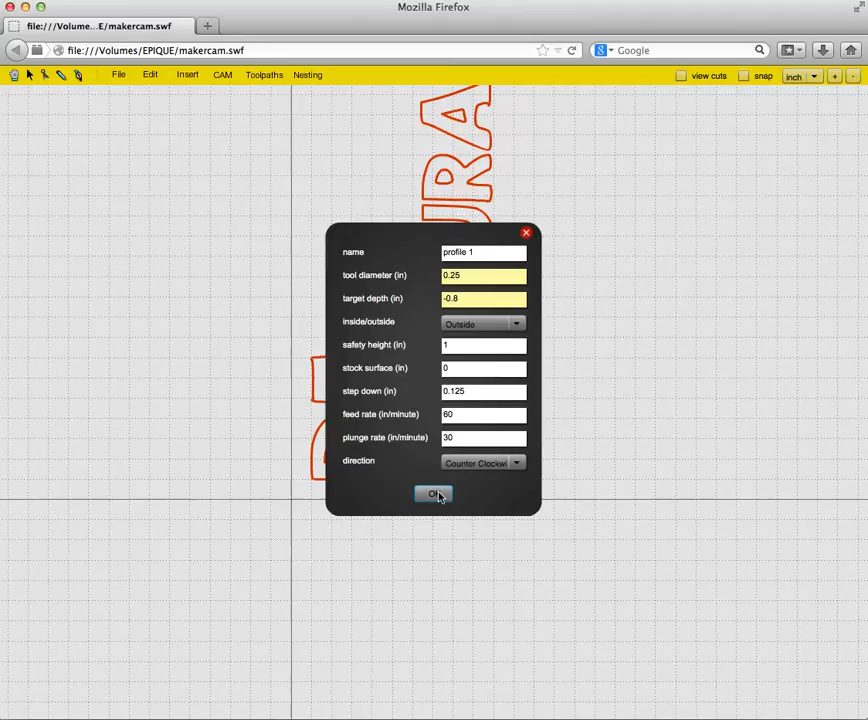 Mozilla Firefox
file:///Volume...E/makercam.swf
file:///Volumes/EPIQUE/makercam.swf
Google
File Edit Insert CAM Toolpaths Nesting view cuts snap inch + -
URA
name profile 1
tool diameter (in) 0.25
target depth (in) -0.8
inside/outside Outside
safety height (in) 1
stock surface (in) 0
step down (in) 0.125
feed rate (in/minute) 60
plunge rate (in/minute) 30
direction Counter Clockwi